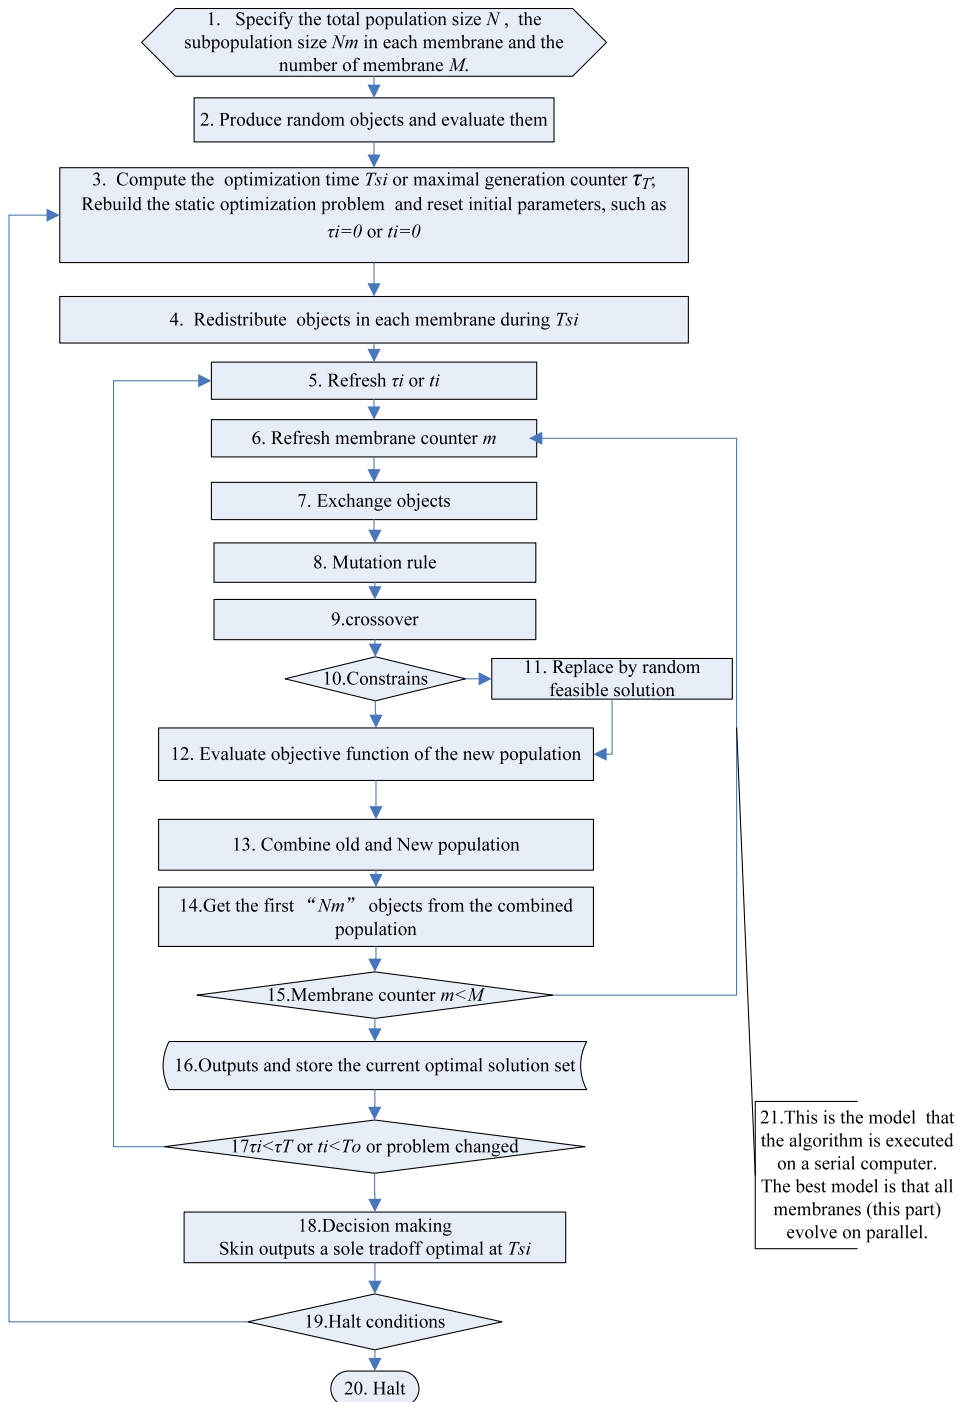 1. Specify the total population size N , the
subpopulation size Nm in each membrane and the
number of membrane M.
2. Produce random objects and evaluate them
3. Compute the optimization time Tsi or maximal generation counter τT;
Rebuild the static optimization problem and reset initial parameters, such as
τi=0 or ti=0
4. Redistribute objects in each membrane during Tsi
5. Refresh τi or ti
6. Refresh membrane counter m
7. Exchange objects
8. Mutation rule
9.crossover
10.Constrains
11. Replace by random
feasible solution
12. Evaluate objective function of the new population
13. Combine old and New population
14.Get the first “Nm” objects from the combined
population
15.Membrane counter m<M
16.Outputs and store the current optimal solution set
17τi<τT or ti<To or problem changed
18.Decision making
Skin outputs a sole tradoff optimal at Tsi
19.Halt conditions
20. Halt
21.This is the model that
the algorithm is executed
on a serial computer.
The best model is that all
membranes (this part)
evolve on parallel.